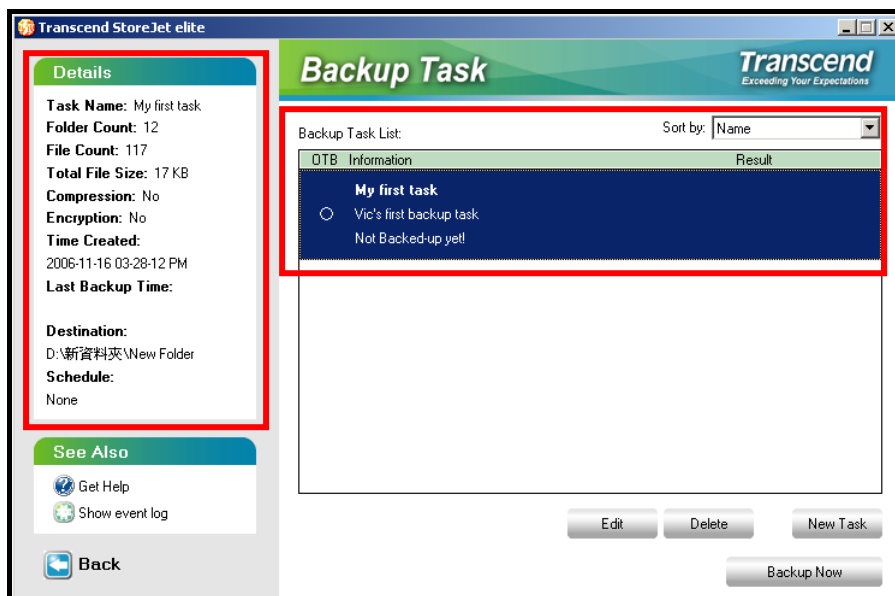 Transcend StoreJet elite
Details
Task Name: My first task
Folder Count: 12
File Count: 117
Total File Size: 17 KB
Compression: No
Encryption: No
Time Created:
2006-11-16 03-28-12 PM
Last Backup Time:
Destination:
D:\新資料夾\New Folder
Schedule:
None
See Also
Get Help
Show event log
Back
Backup Task
Transcend
Exceeding Your Expectations
Backup Task List:
Sort by: Name
OTB Information Result
My first task
Vic's first backup task
Not Backed-up yet!
Edit Delete New Task
Backup Now